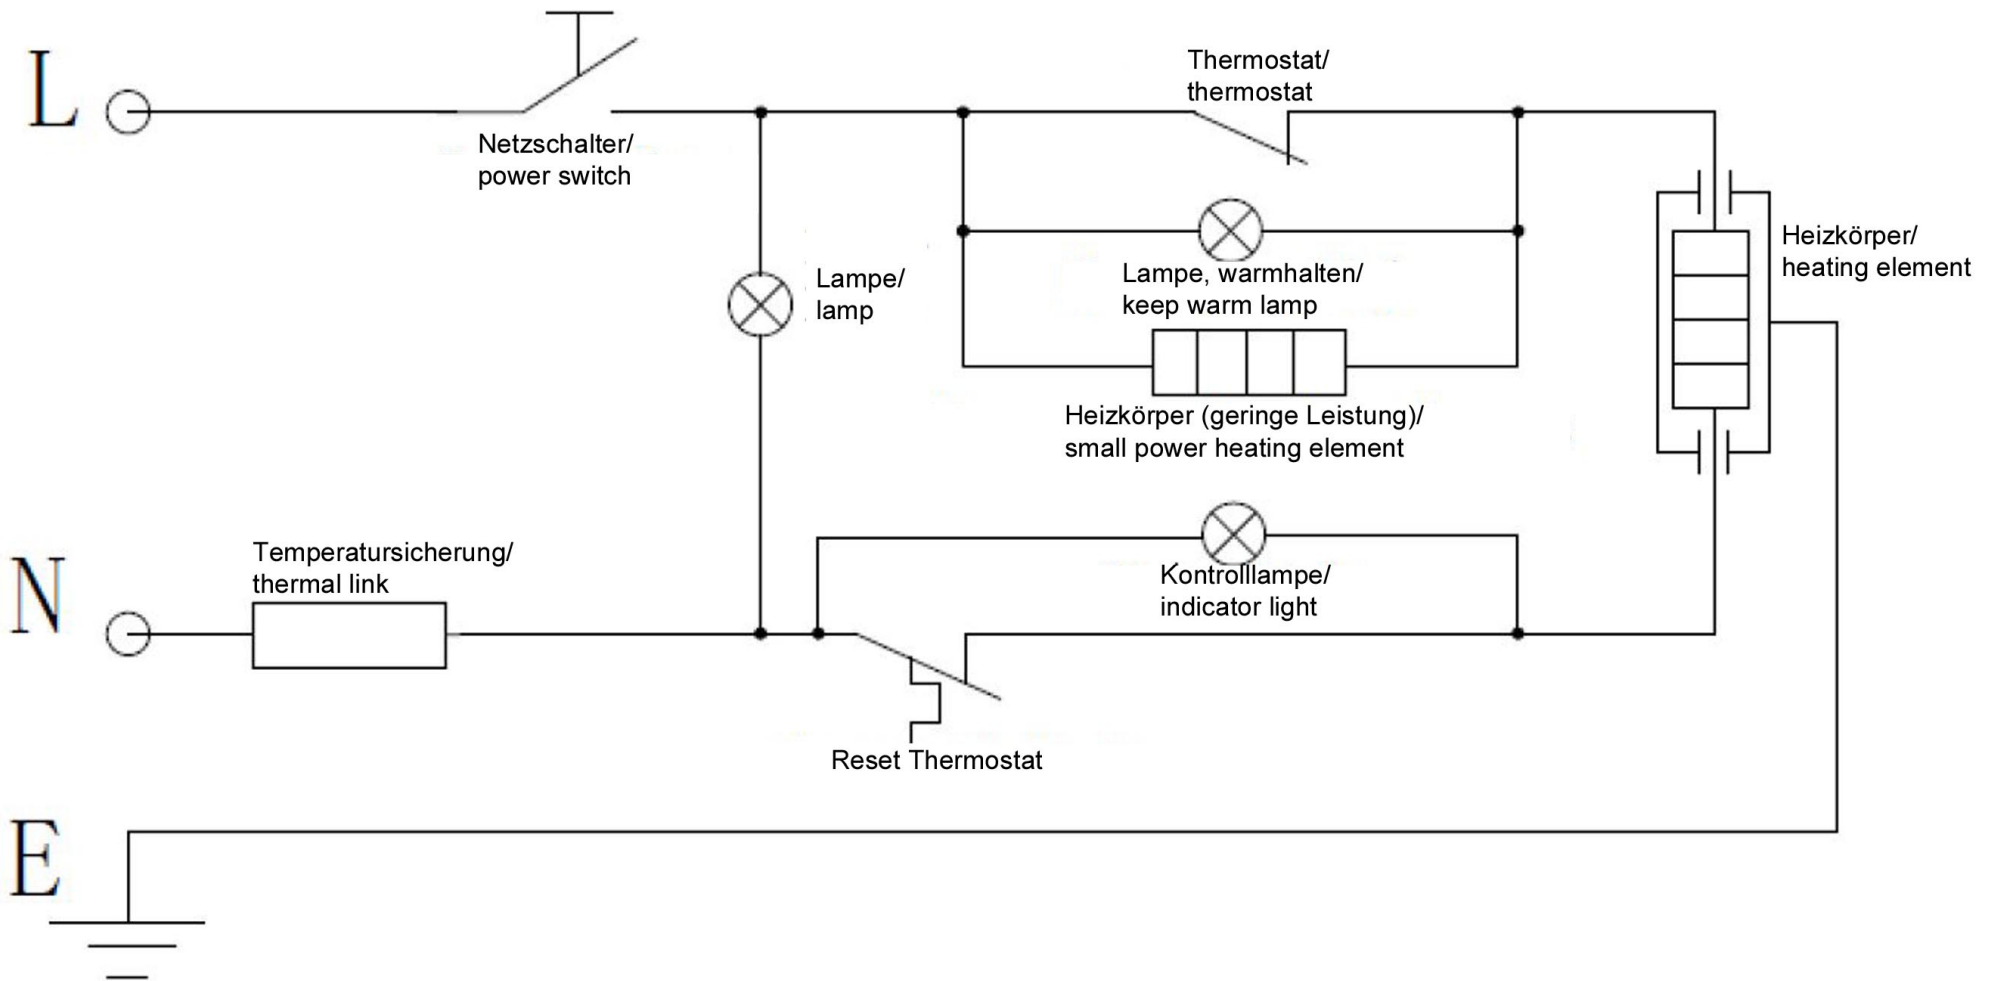 L
Thermostat/
thermostat
Netzschalter/
power switch
Heizkörper/
heating element
Lampe/
lamp
Lampe, warmhalten/
keep warm lamp
Heizkörper (geringe Leistung)/
small power heating element
N
Temperatursicherung/
thermal link
Kontrolllampe/
indicator light
Reset Thermostat
E